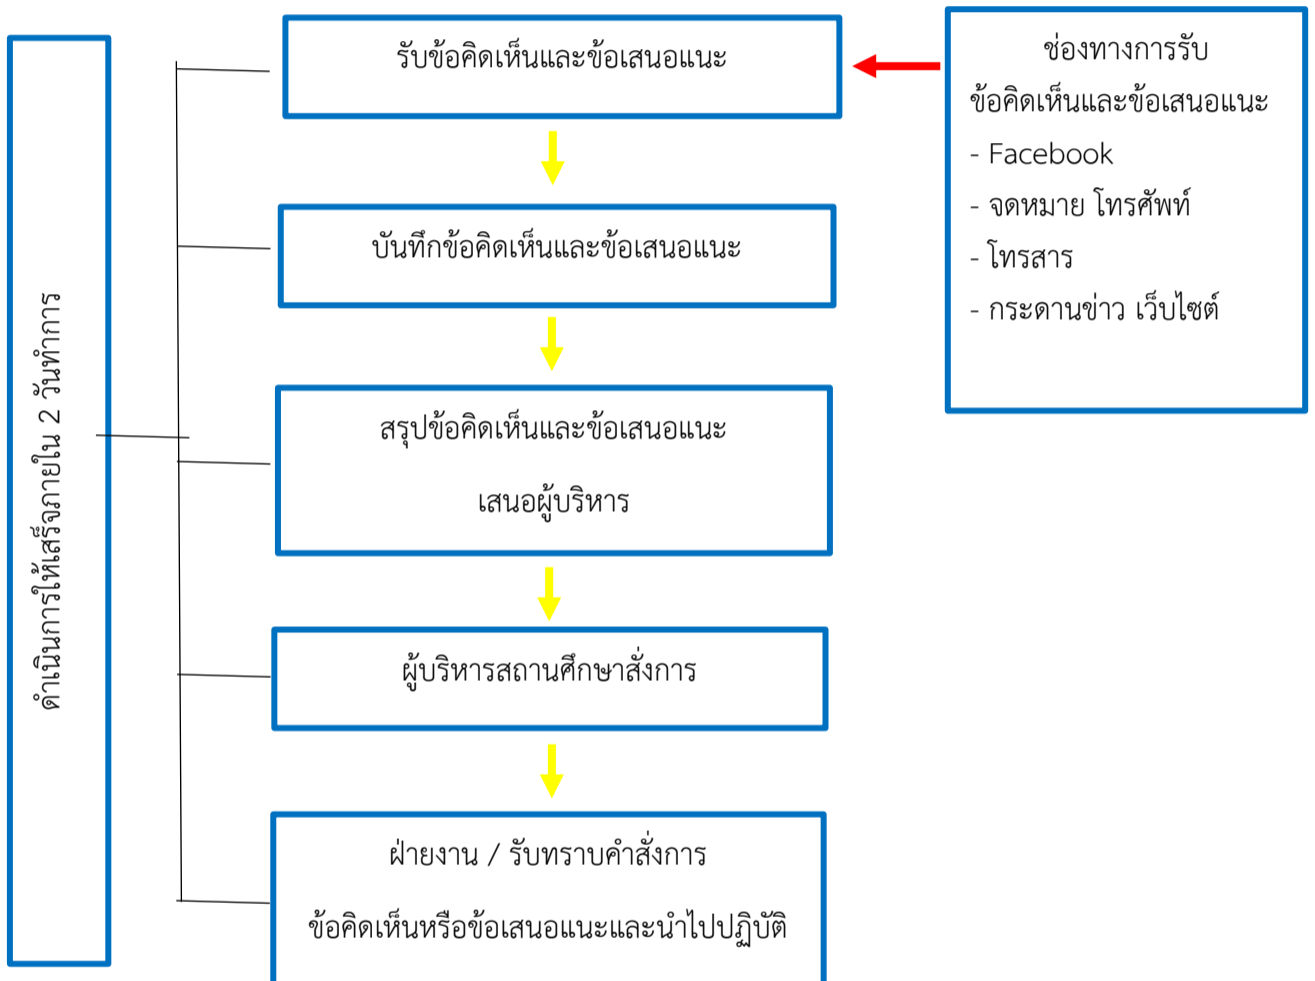 ดำเนินการให้เสร็จภายใน 2 วันทำการ
รับข้อคิดเห็นและข้อเสนอแนะ
บันทึกข้อคิดเห็นและข้อเสนอแนะ
สรุปข้อคิดเห็นและข้อเสนอแนะ
เสนอผู้บริหาร
ผู้บริหารสถานศึกษาสั่งการ
ฝ่ายงาน / รับทราบคำสั่งการ
ข้อคิดเห็นหรือข้อเสนอแนะและนำไปปฏิบัติ
ช่องทางการรับ
ข้อคิดเห็นและข้อเสนอแนะ
- Facebook
- จดหมาย โทรศัพท์
- โทรสาร
- กระดานข่าว เว็บไซต์